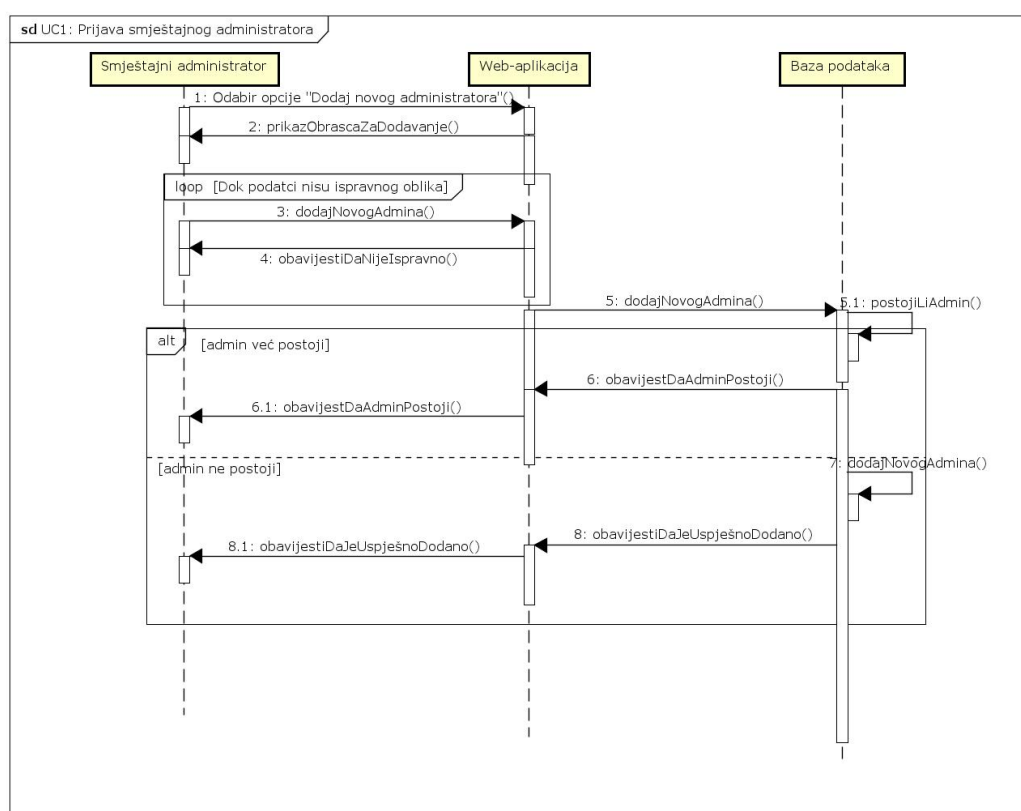 sd UC1: Prijava smještajnog administratora
Smještajni administrator
Web-aplikacija
Baza podataka
1: Odabir opcije "Dodaj novog administratora"()
2: prikazObrascaZaDodavanje()
loop [Dok podatci nisu ispravnog oblika]
3: dodajNovogAdmina()
4: obavijestiDaNijeIspravno()
5: dodajNovogAdmina()
5.1: postojiLiAdmin()
alt [admin već postoji]
6: obavijestDaAdminPostoji()
6.1: obavijestDaAdminPostoji()
[admin ne postoji]
7: dodajNovogAdmina()
8: obavijestiDaJeUspješnoDodano()
8.1: obavijestiDaJeUspješnoDodano()